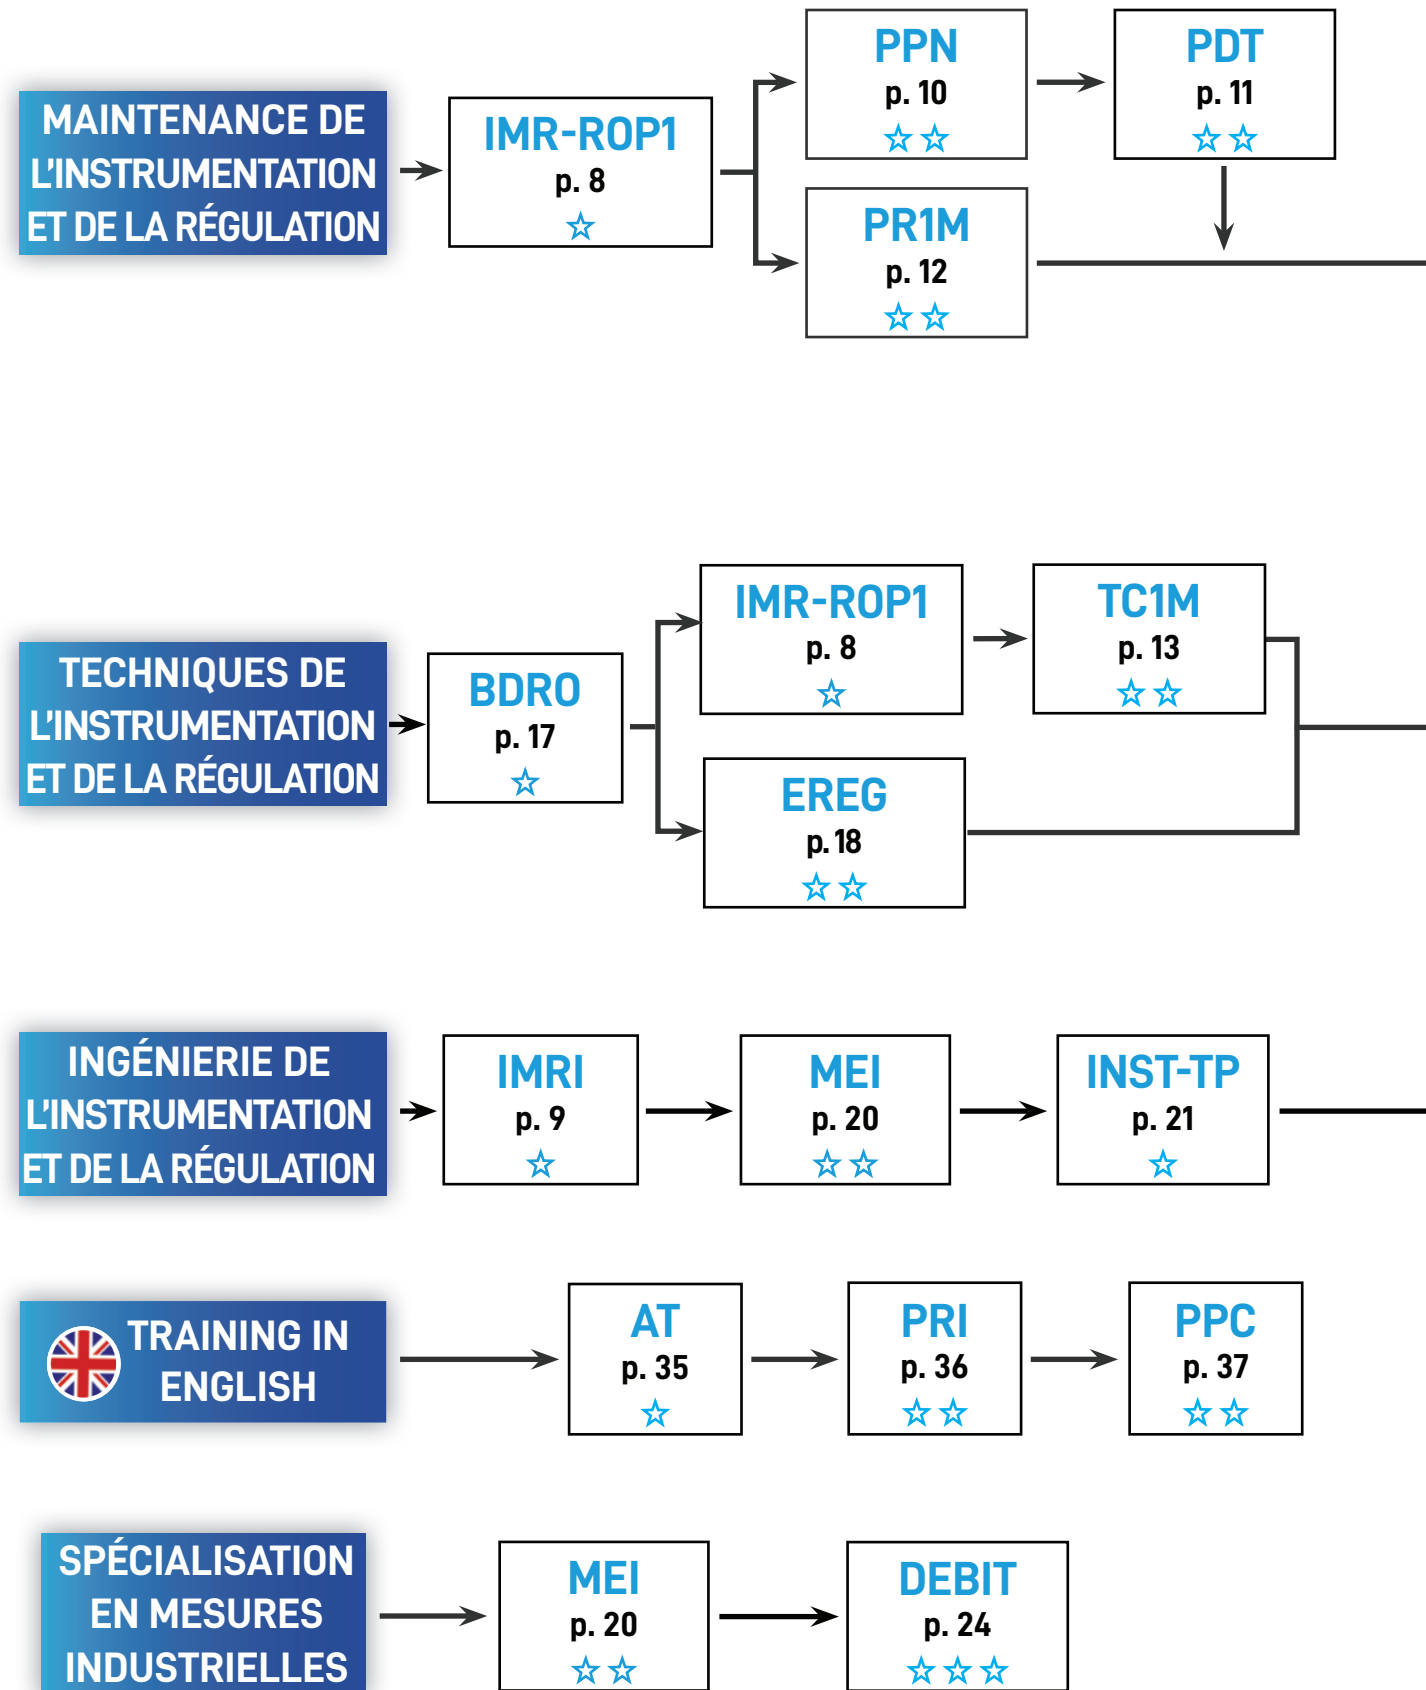 MAINTENANCE DE
L'INSTRUMENTATION
ET DE LA RÉGULATION
IMR-ROP1
p. 8
PPN
p. 10
PDT
p. 11
PR1M
p. 12
TECHNIQUES DE
L'INSTRUMENTATION
ET DE LA RÉGULATION
BDRO
p. 17
IMR-ROP1
p. 8
TC1M
p. 13
EREG
p. 18
INGÉNIERIE DE
L'INSTRUMENTATION
ET DE LA RÉGULATION
IMRI
p. 9
MEI
p. 20
INST-TP
p. 21
TRAINING IN
ENGLISH
AT
p. 35
PRI
p. 36
PPC
p. 37
SPÉCIALISATION
EN MESURES
INDUSTRIELLES
MEI
p. 20
DEBIT
p. 24